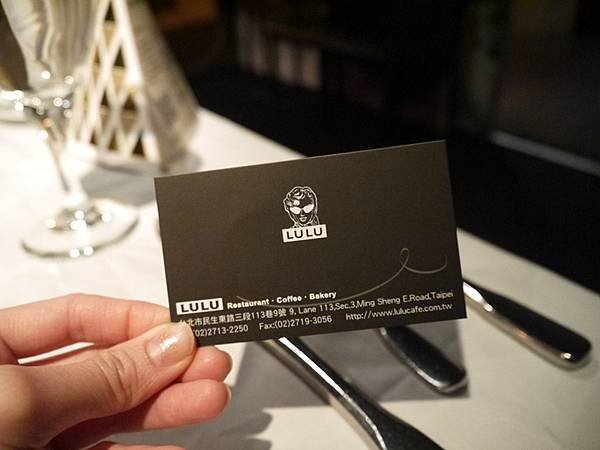 LULU
LULU Restaurant · Coffee · Bakery
台北市民生東路三段113巷9號 9, Lane 113,Sec.3,Ming Sheng E.Road,Taipei
(02)2713-2250 Fax:(02)2719-3056 http://www.lulucafe.com.tw